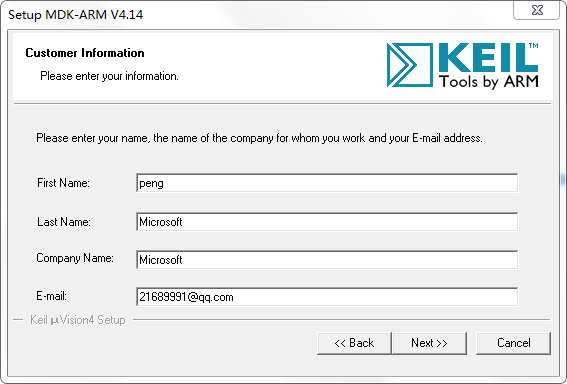 Setup MDK-ARM V4.14
Customer Information
Please enter your information.
KEIL™
Tools by ARM
Please enter your name, the name of the company for whom you work and your E-mail address.
First Name: peng
Last Name: Microsoft
Company Name: Microsoft
E-mail: 21689991@qq.com
Keil µVision4 Setup
<< Back Next >> Cancel